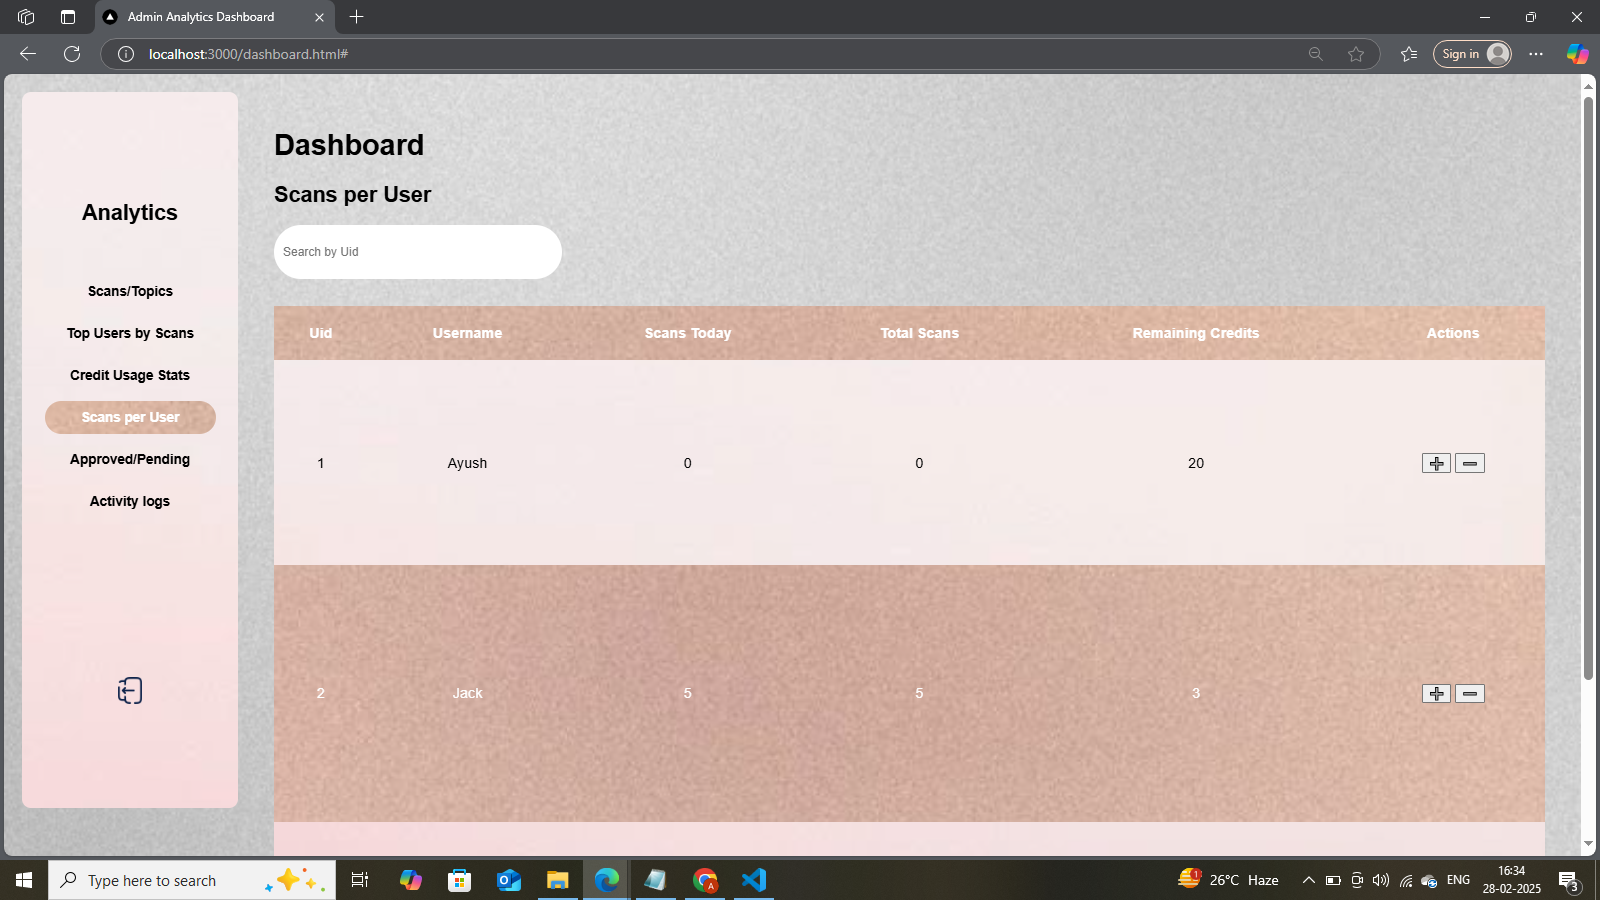 Admin Analytics Dashboard
localhost:3000/dashboard.html#
Sign in
Analytics
Scans/Topics
Top Users by Scans
Credit Usage Stats
Scans per User
Approved/Pending
Activity logs
Dashboard
Scans per User
Search by Uid
Uid Username Scans Today Total Scans Remaining Credits Actions
1 Ayush 0 0 20 + -
2 Jack 5 5 3 + -
Type here to search
1
26°C Haze
ENG
16:34
28-02-2025
3
A